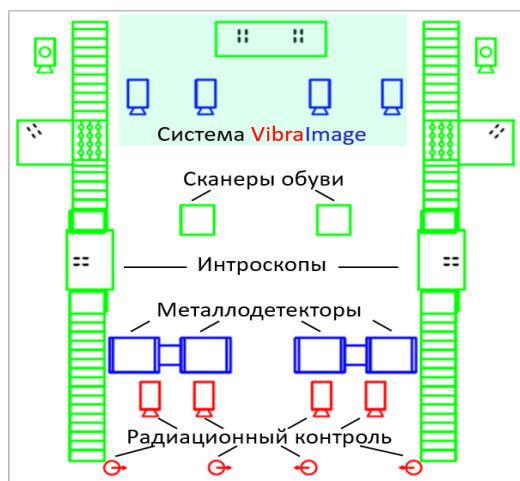 Система VibraImage
Сканеры обуви
Интроскопы
Металлодетекторы
Радиационный контроль